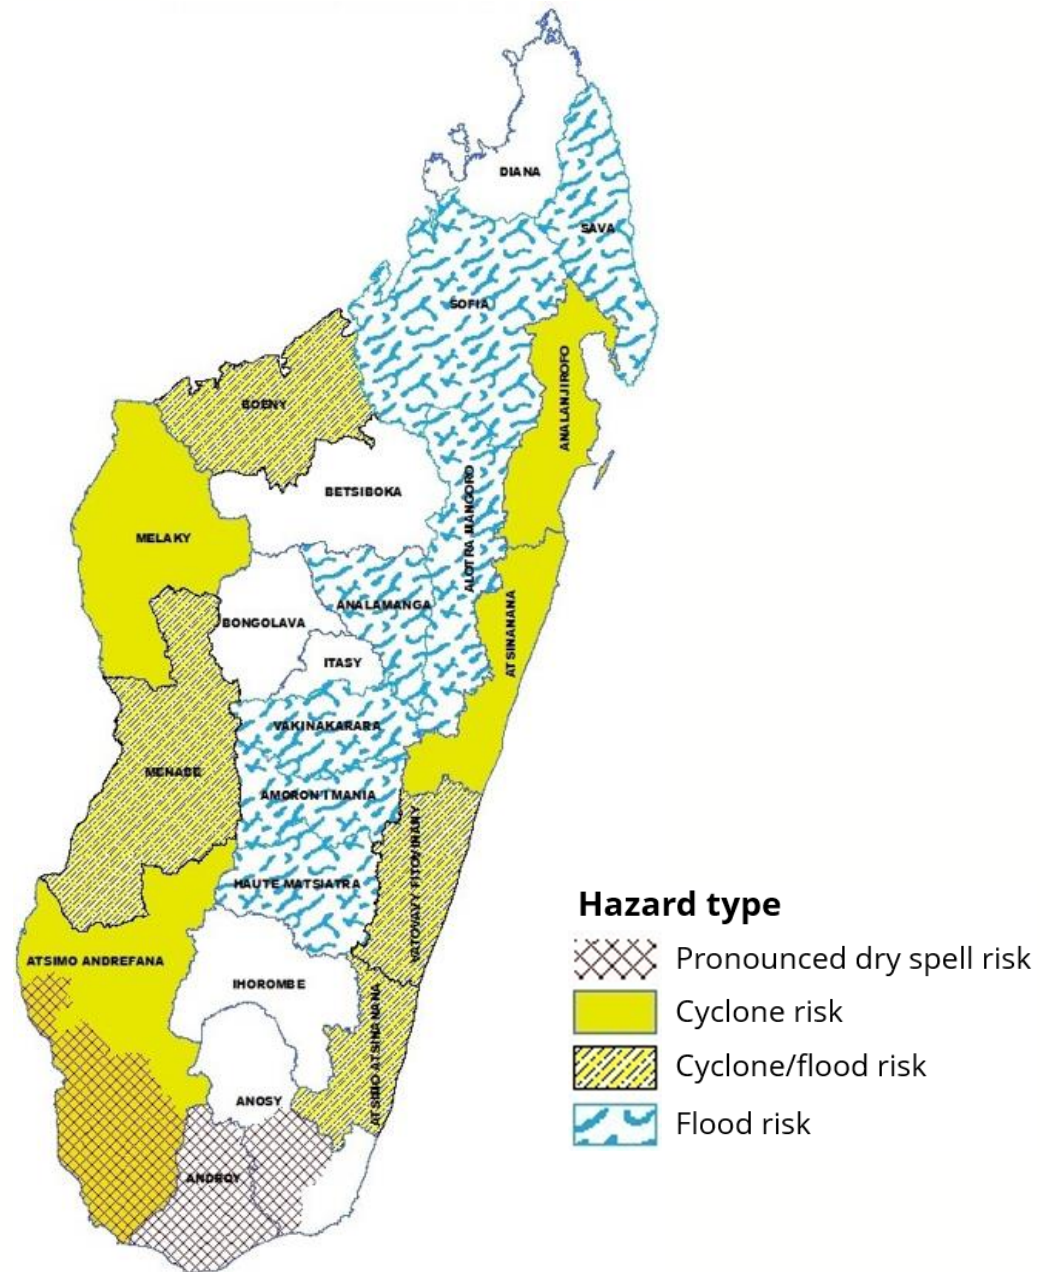 DIANA
SAVA
SOFIA
ANALANJIROFO
BOENY
BETSIBOKA
ALOTRA MANGORO
MELAKY
ANALAMANGA
BONGOLAVA
ATSINANANA
ITASY
VAKINAKARARA
MENABE
AMORON'I MANIA
VATOVAVY FITOVINANY
HAUTE MATSIATRA
ATSIMO ANDREFANA
IHOROMBE
ATSIMO ATSINANANA
ANOSY
ANDROY
Hazard type
Pronounced dry spell risk
Cyclone risk
Cyclone/flood risk
Flood risk